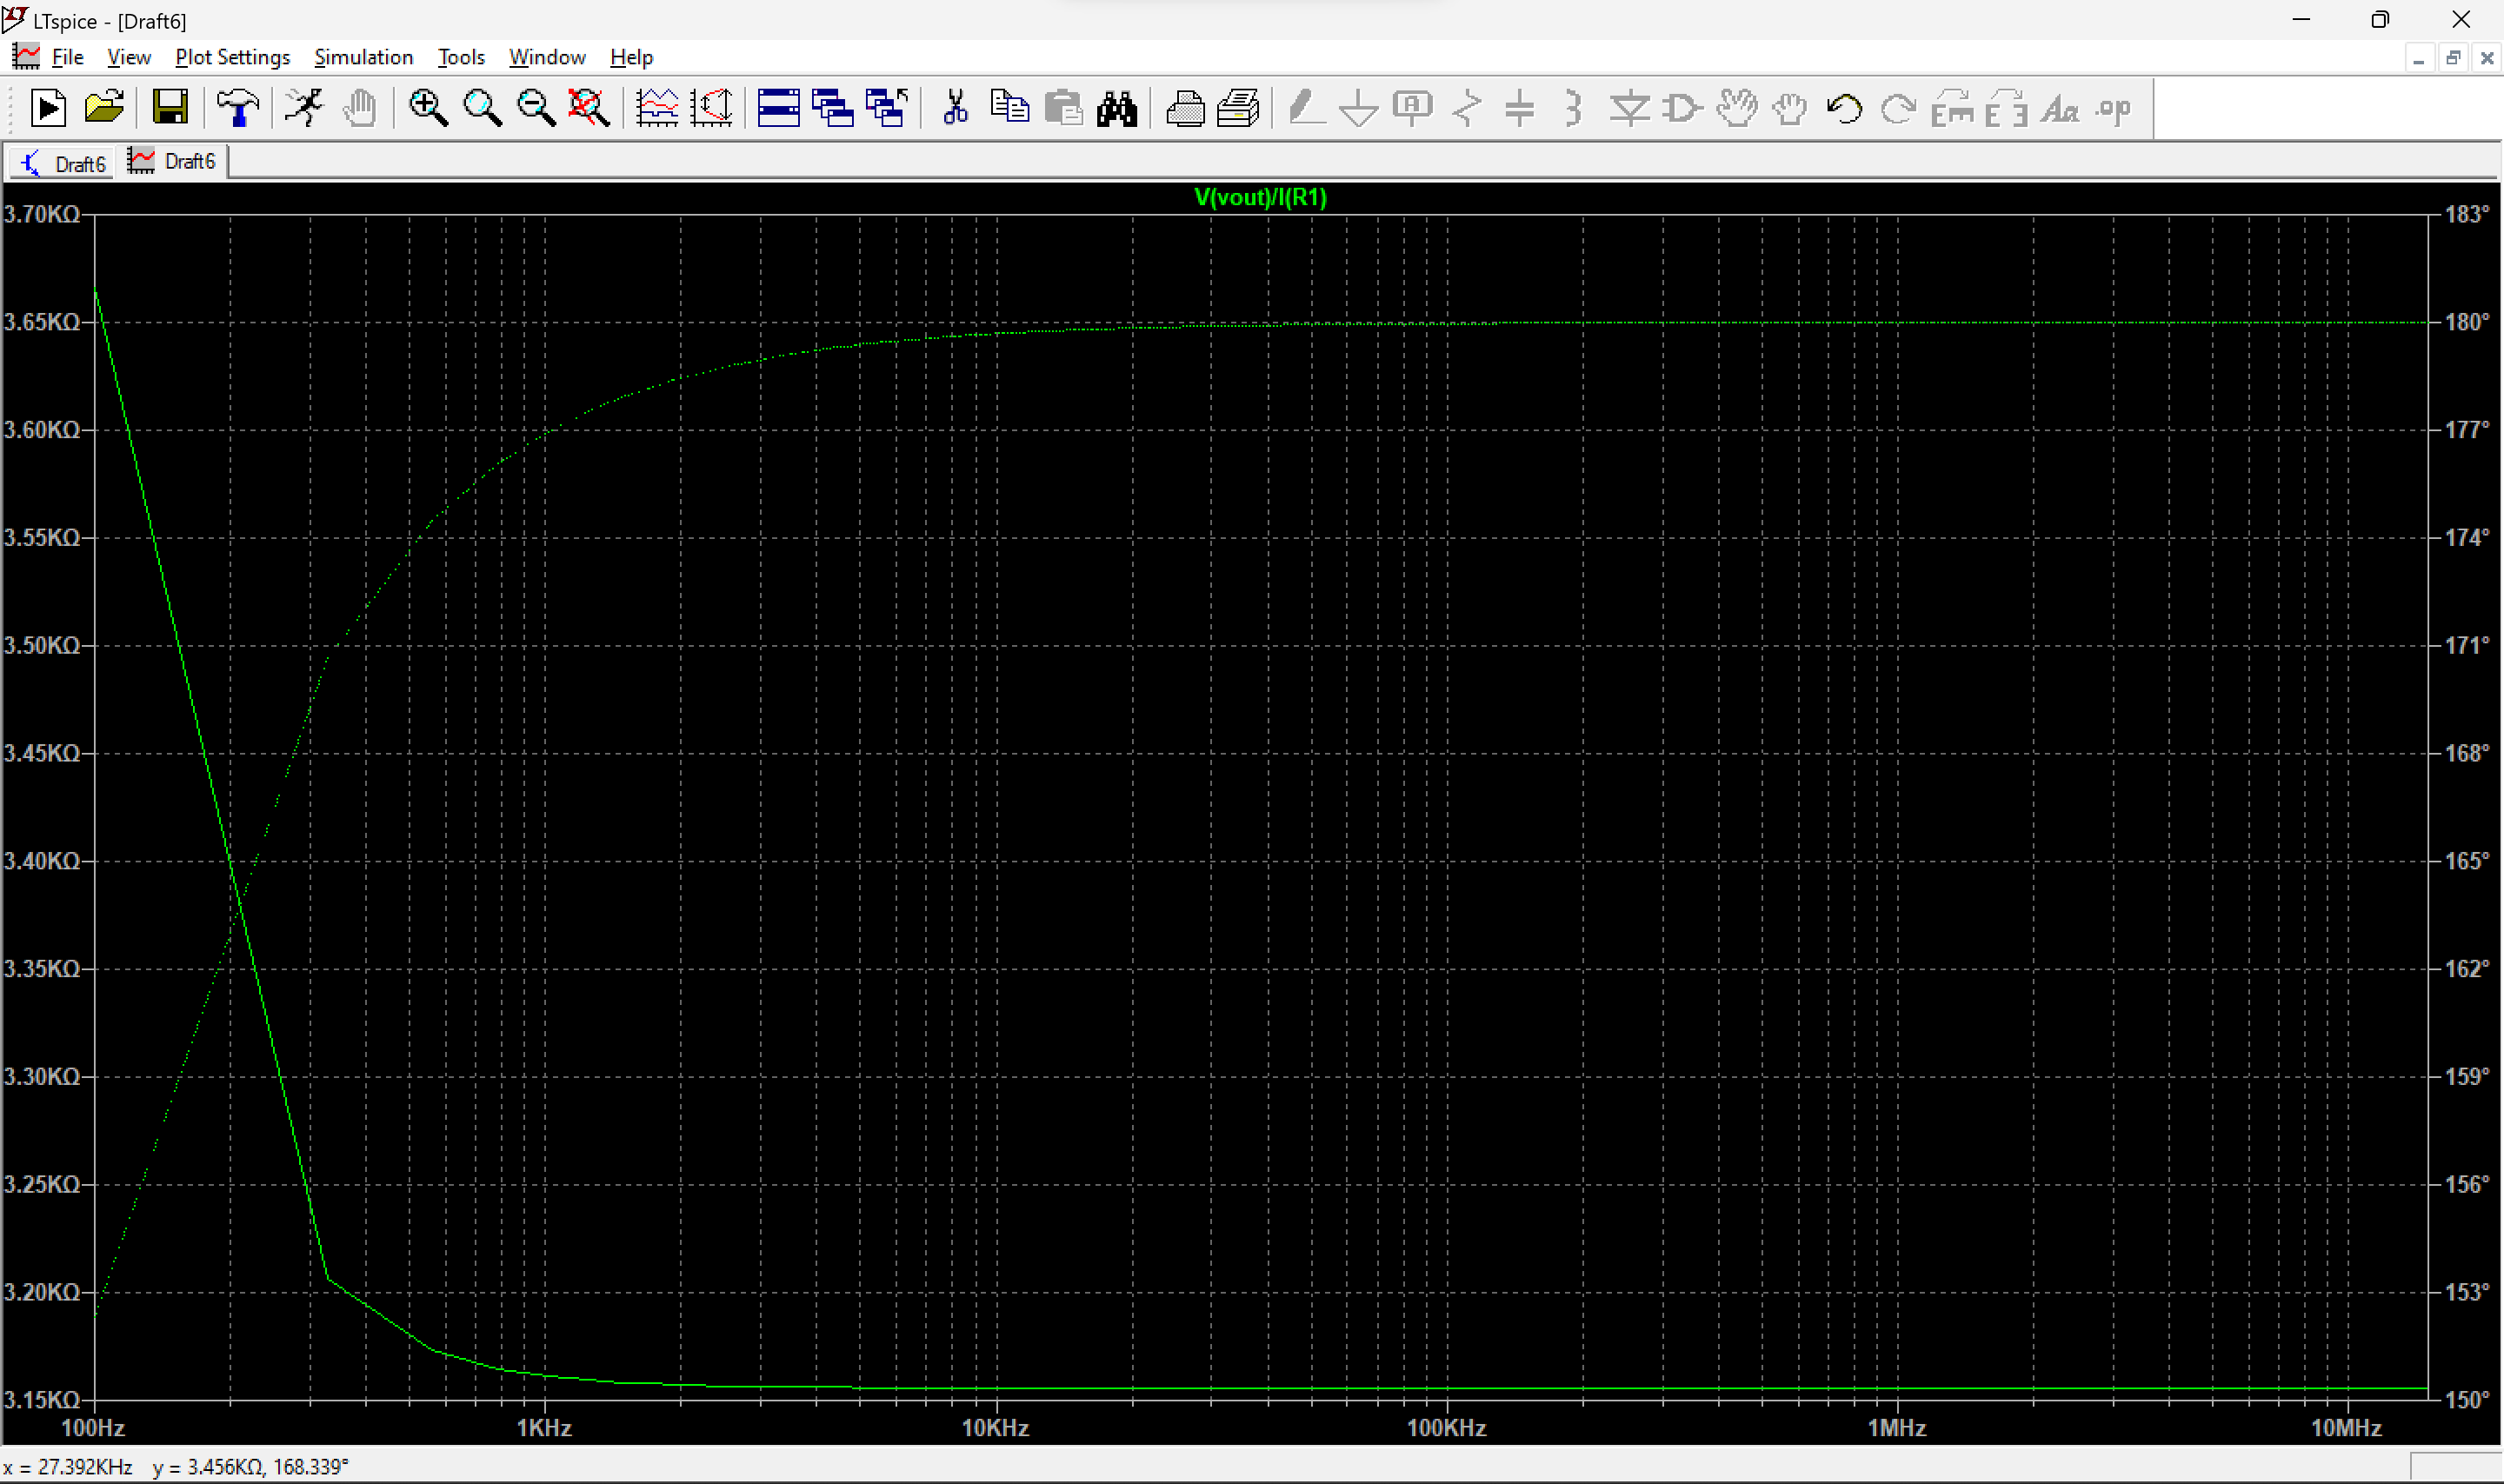 LTspice - [Draft6]
File View Plot Settings Simulation Tools Window Help
Draft6 Draft6
V(vout)/I(R1)
3.70KΩ 183°
3.65KΩ 180°
3.60KΩ 177°
3.55KΩ 174°
3.50KΩ 171°
3.45KΩ 168°
3.40KΩ 165°
3.35KΩ 162°
3.30KΩ 159°
3.25KΩ 156°
3.20KΩ 153°
3.15KΩ 150°
100Hz 1KHz 10KHz 100KHz 1MHz 10MHz
x = 27.392KHz y = 3.456KΩ, 168.339°